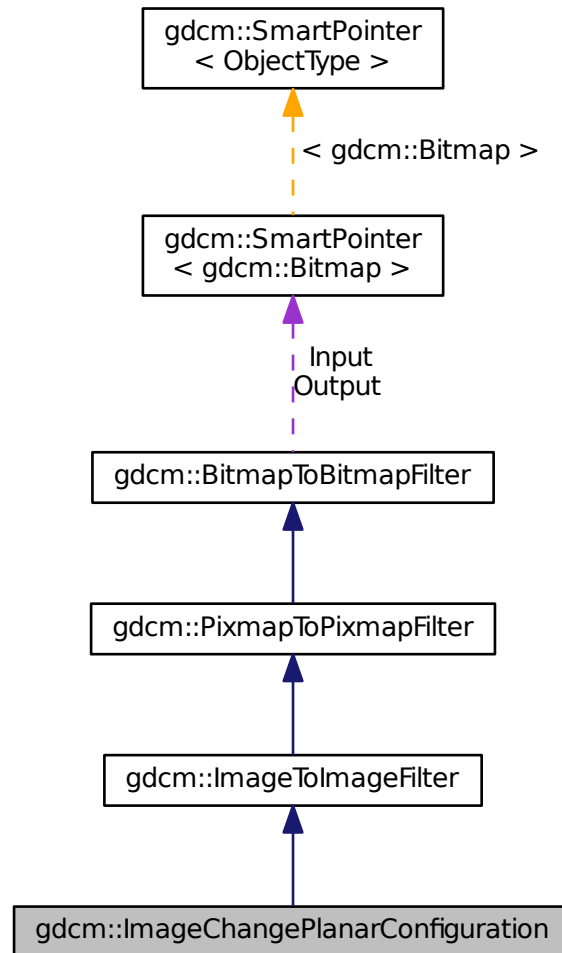 gdcm::SmartPointer
< ObjectType >
< gdcm::Bitmap >
gdcm::SmartPointer
< gdcm::Bitmap >
Input
Output
gdcm::BitmapToBitmapFilter
gdcm::PixmapToPixmapFilter
gdcm::ImageToImageFilter
gdcm::ImageChangePlanarConfiguration